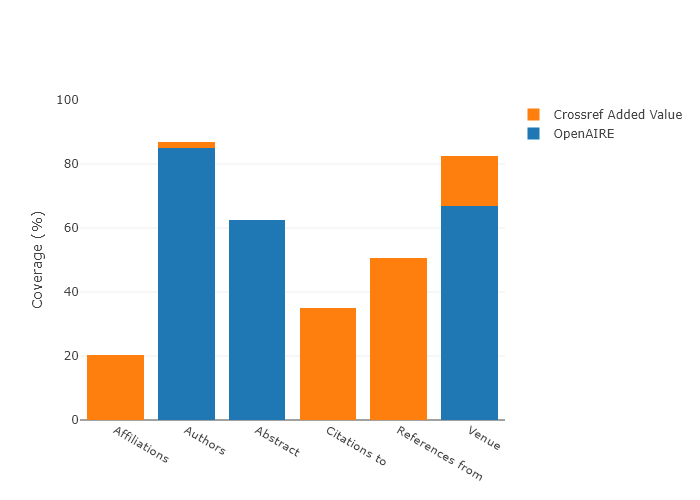 100
80
60
40
20
0
Coverage (%)
Affiliations
Authors
Abstract
Citations to
References from
Venue
Crossref Added Value
OpenAIRE